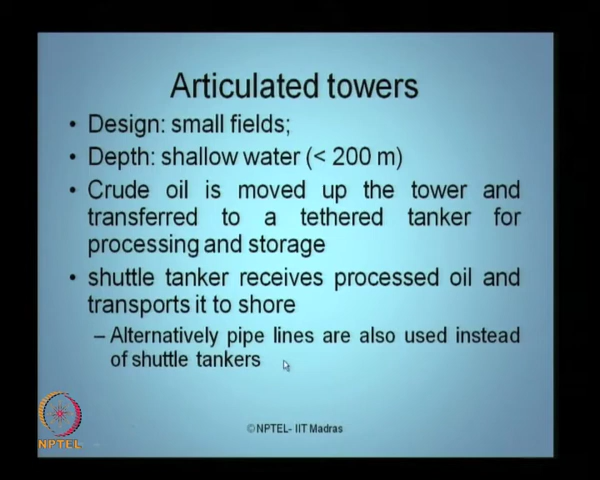 Articulated towers
• Design: small fields;
• Depth: shallow water (< 200 m)
• Crude oil is moved up the tower and
transferred to a tethered tanker for
processing and storage
• shuttle tanker receives processed oil and
transports it to shore
– Alternatively pipe lines are also used instead
of shuttle tankers
NPTEL
©NPTEL- IIT Madras